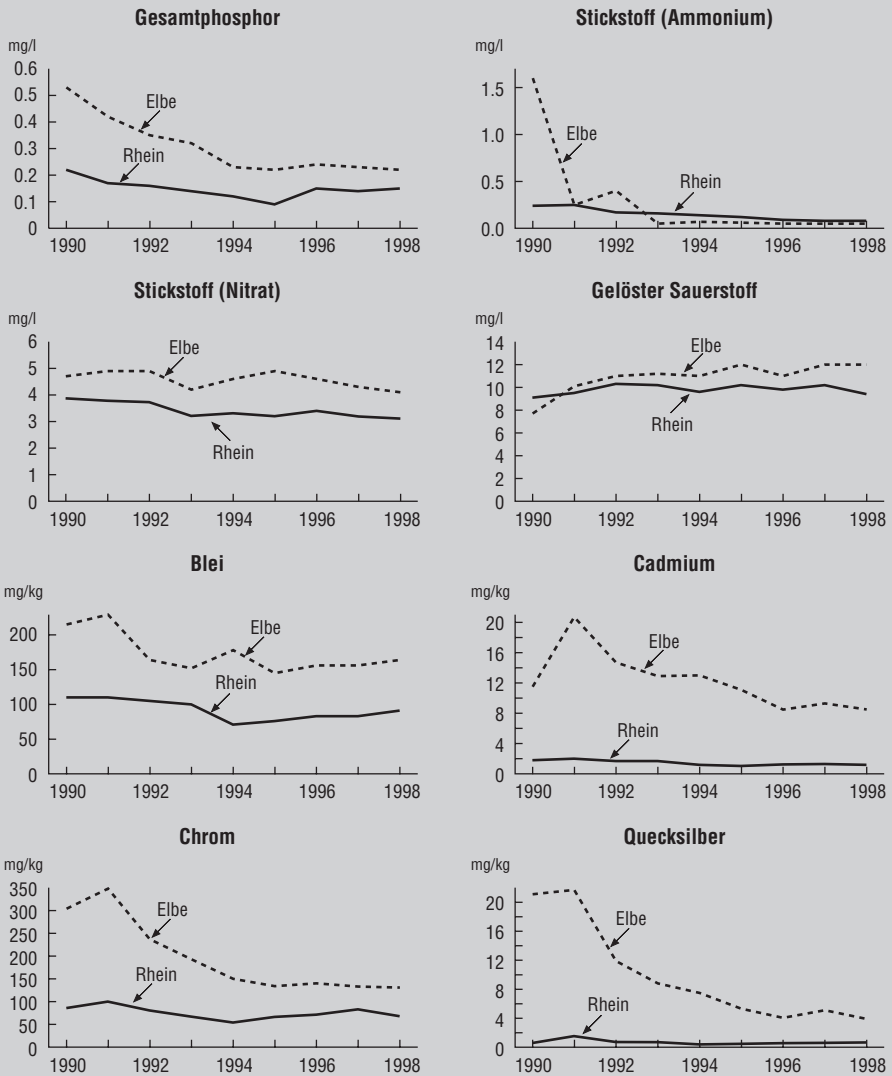 Gesamtphosphor
mg/l
0.6
0.5
0.4
0.3
0.2
0.1
0
Elbe
Rhein
1990 1992 1994 1996 1998
Stickstoff (Ammonium)
mg/l
1.5
1.0
0.5
0.0
Elbe
Rhein
1990 1992 1994 1996 1998
Stickstoff (Nitrat)
mg/l
6
5
4
3
2
1
0
Elbe
Rhein
1990 1992 1994 1996 1998
Gelöster Sauerstoff
mg/l
14
12
10
8
6
4
2
0
Elbe
Rhein
1990 1992 1994 1996 1998
Blei
mg/kg
200
150
100
50
0
Elbe
Rhein
1990 1992 1994 1996 1998
Cadmium
mg/kg
20
16
12
8
4
0
Elbe
Rhein
1990 1992 1994 1996 1998
Chrom
mg/kg
350
300
250
200
150
100
50
0
Elbe
Rhein
1990 1992 1994 1996 1998
Quecksilber
mg/kg
20
16
12
8
4
0
Elbe
Rhein
1990 1992 1994 1996 1998